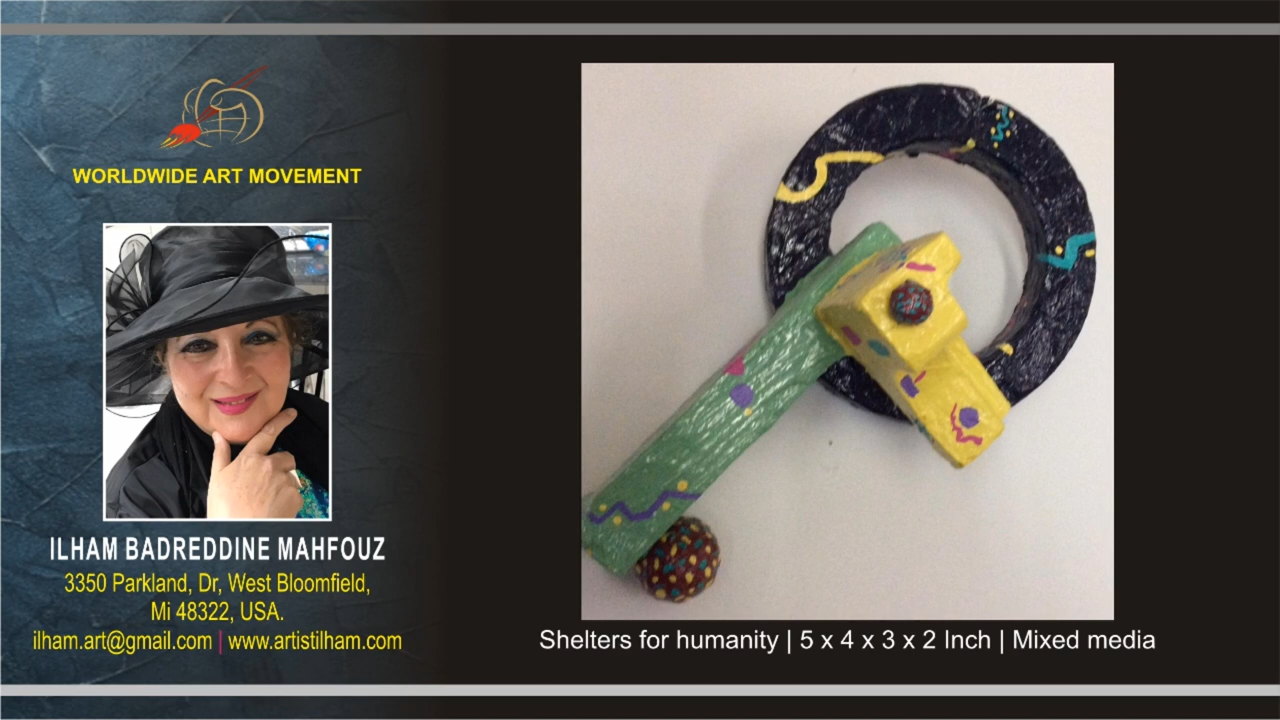 WORLDWIDE ART MOVEMENT
ILHAM BADREDDINE MAHFOUZ
3350 Parkland, Dr, West Bloomfield,
Mi 48322, USA.
ilham.art@gmail.com | www.artistilham.com
Shelters for humanity | 5 x 4 x 3 x 2 Inch | Mixed media